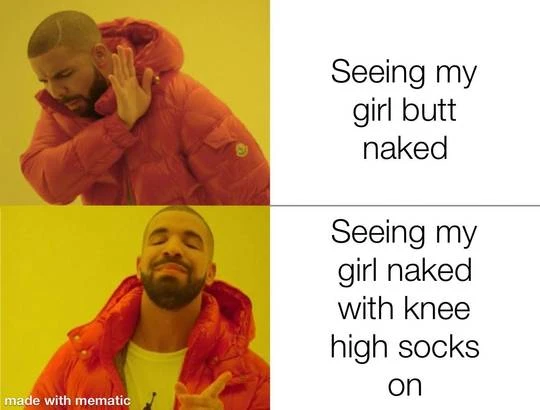 Seeing my
girl butt
naked
Seeing my
girl naked
with knee
high socks
on
made with mematic